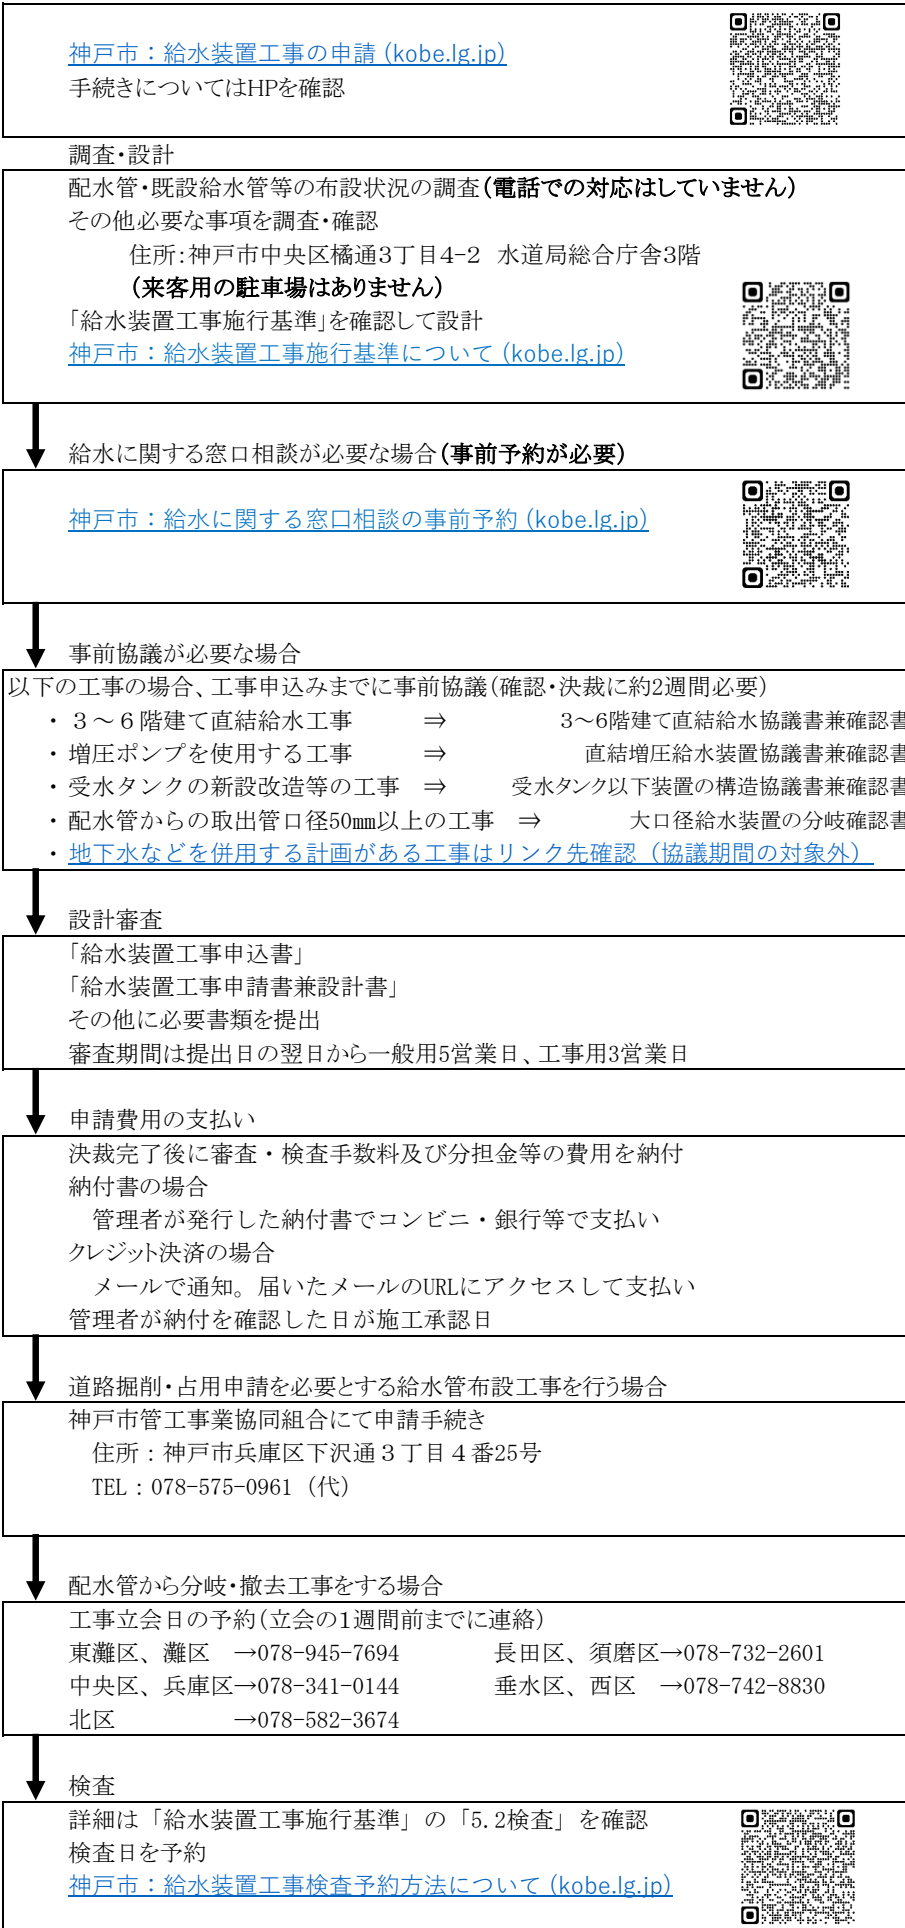 神戸市：給水装置工事の申請 (kobe.lg.jp)
手続きについてはHPを確認
調査・設計
配水管・既設給水管等の布設状況の調査(電話での対応はしていません)
その他必要な事項を調査・確認
住所:神戸市中央区橘通3丁目4-2 水道局総合庁舎3階
(来客用の駐車場はありません)
「給水装置工事施行基準」を確認して設計
神戸市：給水装置工事施行基準について (kobe.lg.jp)
給水に関する窓口相談が必要な場合(事前予約が必要)
神戸市：給水に関する窓口相談の事前予約 (kobe.lg.jp)
事前協議が必要な場合
以下の工事の場合、工事申込みまでに事前協議(確認・決裁に約2週間必要)
・３～６階建て直結給水工事 ⇒ 3～6階建て直結給水協議書兼確認書
・増圧ポンプを使用する工事 ⇒ 直結増圧給水装置協議書兼確認書
・受水タンクの新設改造等の工事 ⇒ 受水タンク以下装置の構造協議書兼確認書
・配水管からの取出管口径50㎜以上の工事 ⇒ 大口径給水装置の分岐確認書
・地下水などを併用する計画がある工事はリンク先確認（協議期間の対象外）
設計審査
「給水装置工事申込書」
「給水装置工事申請書兼設計書」
その他に必要書類を提出
審査期間は提出日の翌日から一般用5営業日、工事用3営業日
申請費用の支払い
決裁完了後に審査・検査手数料及び分担金等の費用を納付
納付書の場合
管理者が発行した納付書でコンビニ・銀行等で支払い
クレジット決済の場合
メールで通知。届いたメールのURLにアクセスして支払い
管理者が納付を確認した日が施工承認日
道路掘削・占用申請を必要とする給水管布設工事を行う場合
神戸市管工事業協同組合にて申請手続き
住所：神戸市兵庫区下沢通３丁目４番25号
TEL：078-575-0961（代）
配水管から分岐・撤去工事をする場合
工事立会日の予約(立会の1週間前までに連絡)
東灘区、灘区 →078-945-7694 長田区、須磨区→078-732-2601
中央区、兵庫区→078-341-0144 垂水区、西区 →078-742-8830
北区 →078-582-3674
検査
詳細は「給水装置工事施行基準」の「5.2検査」を確認
検査日を予約
神戸市：給水装置工事検査予約方法について (kobe.lg.jp)